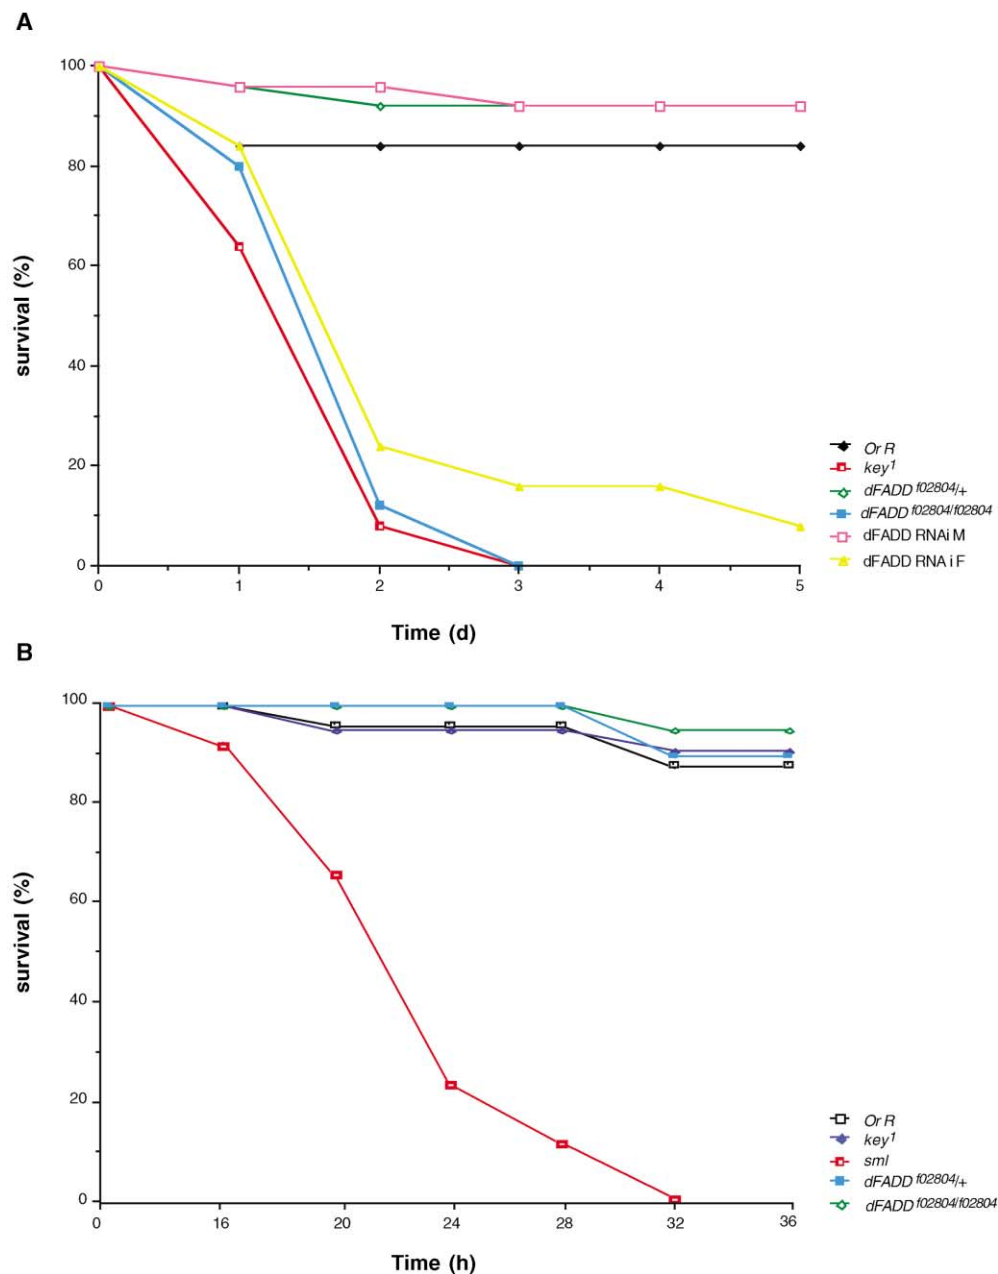 A
100
80
60
40
20
0
survival (%)
0 1 2 3 4 5
Time (d)
Or R
key1
dFADD f02804/+
dFADD f02804/f02804
dFADD RNAi M
dFADD RNA i F
B
100
80
60
40
20
0
survival (%)
0 16 20 24 28 32 36
Time (h)
Or R
key1
sml
dFADD f02804/+
dFADD f02804/f02804